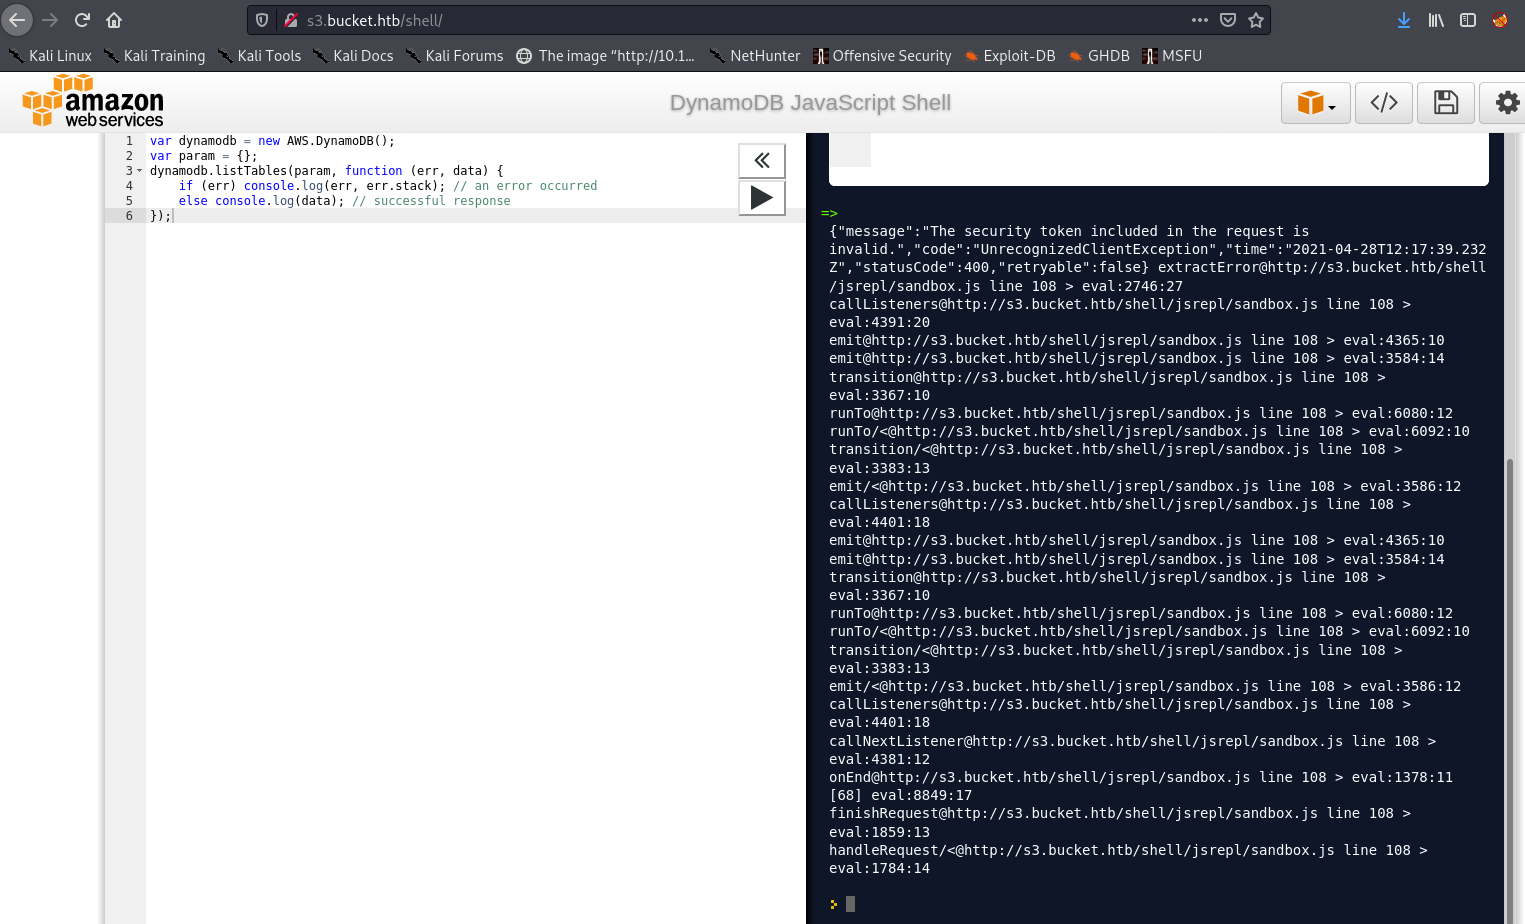 s3.bucket.htb/shell/
Kali Linux Kali Training Kali Tools Kali Docs Kali Forums The image “http://10.1... NetHunter Offensive Security Exploit-DB GHDB MSFU
amazon
web services
DynamoDB JavaScript Shell
1 var dynamodb = new AWS.DynamoDB();
2 var param = {};
3 dynamodb.listTables(param, function (err, data) {
4 if (err) console.log(err, err.stack); // an error occurred
5 else console.log(data); // successful response
6 });
=>
{"message":"The security token included in the request is
invalid.","code":"UnrecognizedClientException","time":"2021-04-28T12:17:39.232
Z","statusCode":400,"retryable":false} extractError@http://s3.bucket.htb/shell
/jsrepl/sandbox.js line 108 > eval:2746:27
callListeners@http://s3.bucket.htb/shell/jsrepl/sandbox.js line 108 >
eval:4391:20
emit@http://s3.bucket.htb/shell/jsrepl/sandbox.js line 108 > eval:4365:10
emit@http://s3.bucket.htb/shell/jsrepl/sandbox.js line 108 > eval:3584:14
transition@http://s3.bucket.htb/shell/jsrepl/sandbox.js line 108 >
eval:3367:10
runTo@http://s3.bucket.htb/shell/jsrepl/sandbox.js line 108 > eval:6080:12
runTo/<@http://s3.bucket.htb/shell/jsrepl/sandbox.js line 108 > eval:6092:10
transition/<@http://s3.bucket.htb/shell/jsrepl/sandbox.js line 108 >
eval:3383:13
emit/<@http://s3.bucket.htb/shell/jsrepl/sandbox.js line 108 > eval:3586:12
callListeners@http://s3.bucket.htb/shell/jsrepl/sandbox.js line 108 >
eval:4401:18
emit@http://s3.bucket.htb/shell/jsrepl/sandbox.js line 108 > eval:4365:10
emit@http://s3.bucket.htb/shell/jsrepl/sandbox.js line 108 > eval:3584:14
transition@http://s3.bucket.htb/shell/jsrepl/sandbox.js line 108 >
eval:3367:10
runTo@http://s3.bucket.htb/shell/jsrepl/sandbox.js line 108 > eval:6080:12
runTo/<@http://s3.bucket.htb/shell/jsrepl/sandbox.js line 108 > eval:6092:10
transition/<@http://s3.bucket.htb/shell/jsrepl/sandbox.js line 108 >
eval:3383:13
emit/<@http://s3.bucket.htb/shell/jsrepl/sandbox.js line 108 > eval:3586:12
callListeners@http://s3.bucket.htb/shell/jsrepl/sandbox.js line 108 >
eval:4401:18
callNextListener@http://s3.bucket.htb/shell/jsrepl/sandbox.js line 108 >
eval:4381:12
onEnd@http://s3.bucket.htb/shell/jsrepl/sandbox.js line 108 > eval:1378:11
[68] eval:8849:17
finishRequest@http://s3.bucket.htb/shell/jsrepl/sandbox.js line 108 >
eval:1859:13
handleRequest/<@http://s3.bucket.htb/shell/jsrepl/sandbox.js line 108 >
eval:1784:14
>